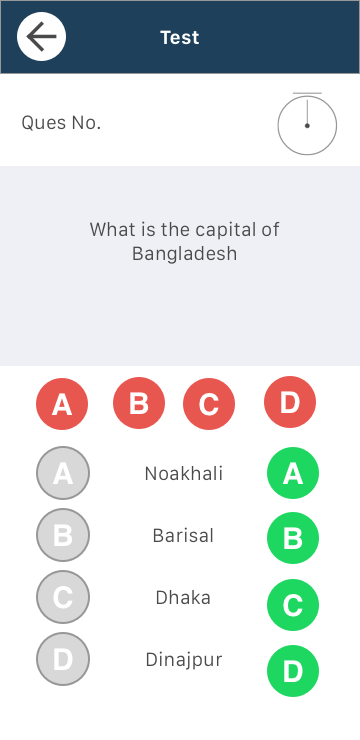 Test
Ques No.
What is the capital of
Bangladesh
A B C D
A Noakhali A
B Barisal B
C Dhaka C
D Dinajpur D